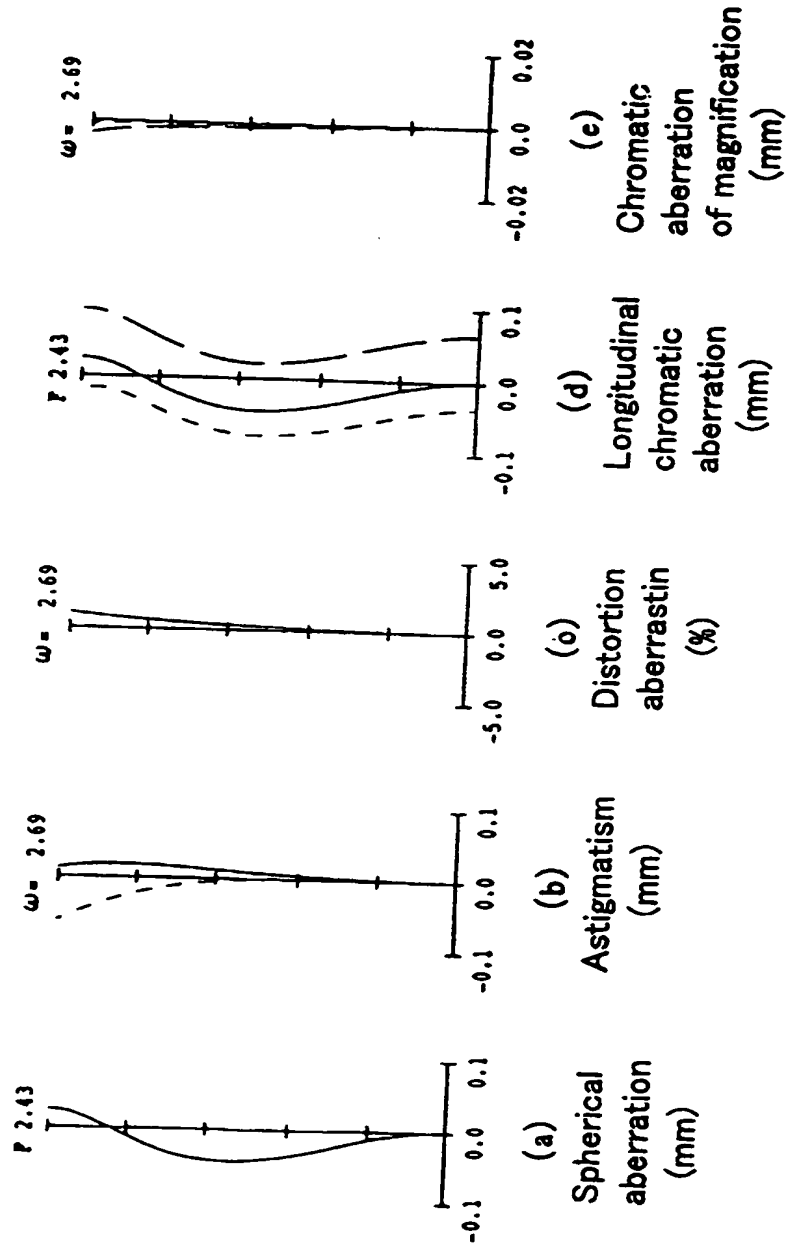 F 2.43
-0.1 0.0 0.1
(a)
Spherical
aberration
(mm)
ω= 2.69
-0.1 0.0 0.1
(b)
Astigmatism
(mm)
ω= 2.69
-5.0 0.0 5.0
(c)
Distortion
aberrastin
(%)
F 2.43
-0.1 0.0 0.1
(d)
Longitudinal
chromatic
aberration
(mm)
ω= 2.69
-0.02 0.0 0.02
(e)
Chromatic
aberration
of magnification
(mm)